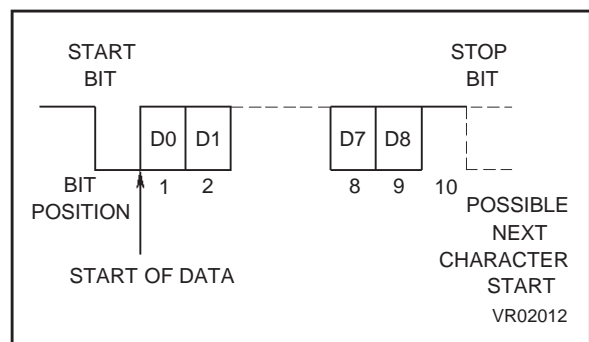 START
BIT
STOP
BIT
D0 D1 D7 D8
1 2 8 9 10
BIT
POSITION
START OF DATA
POSSIBLE
NEXT
CHARACTER
START
VR02012